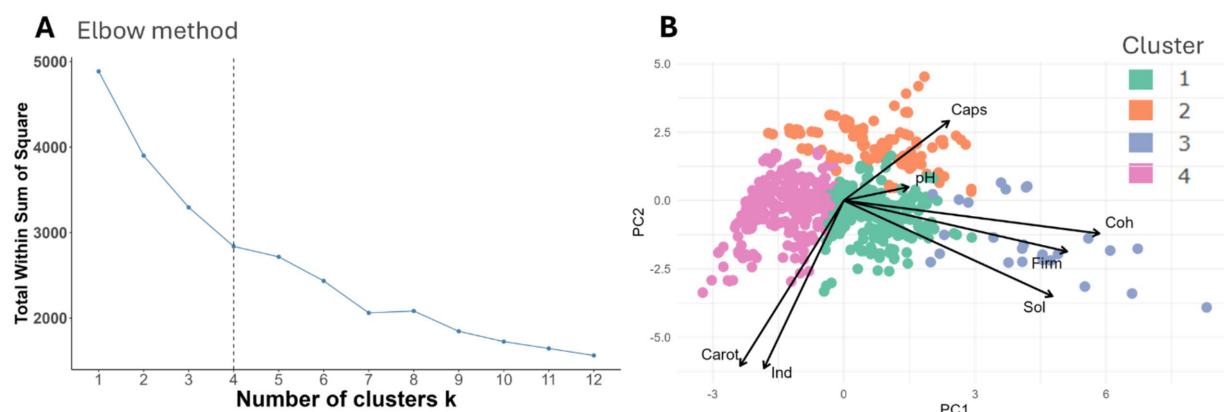 A
Elbow method
5000
4000
3000
2000
Total Within Sum of Square
1 2 3 4 5 6 7 8 9 10 11 12
Number of clusters k
B
Cluster
1
2
3
4
5.0
2.5
0.0
-2.5
-5.0
PC2
Caps
pH
Coh
Firm
Sol
Carot
Ind
-3 0 3 6
PC1